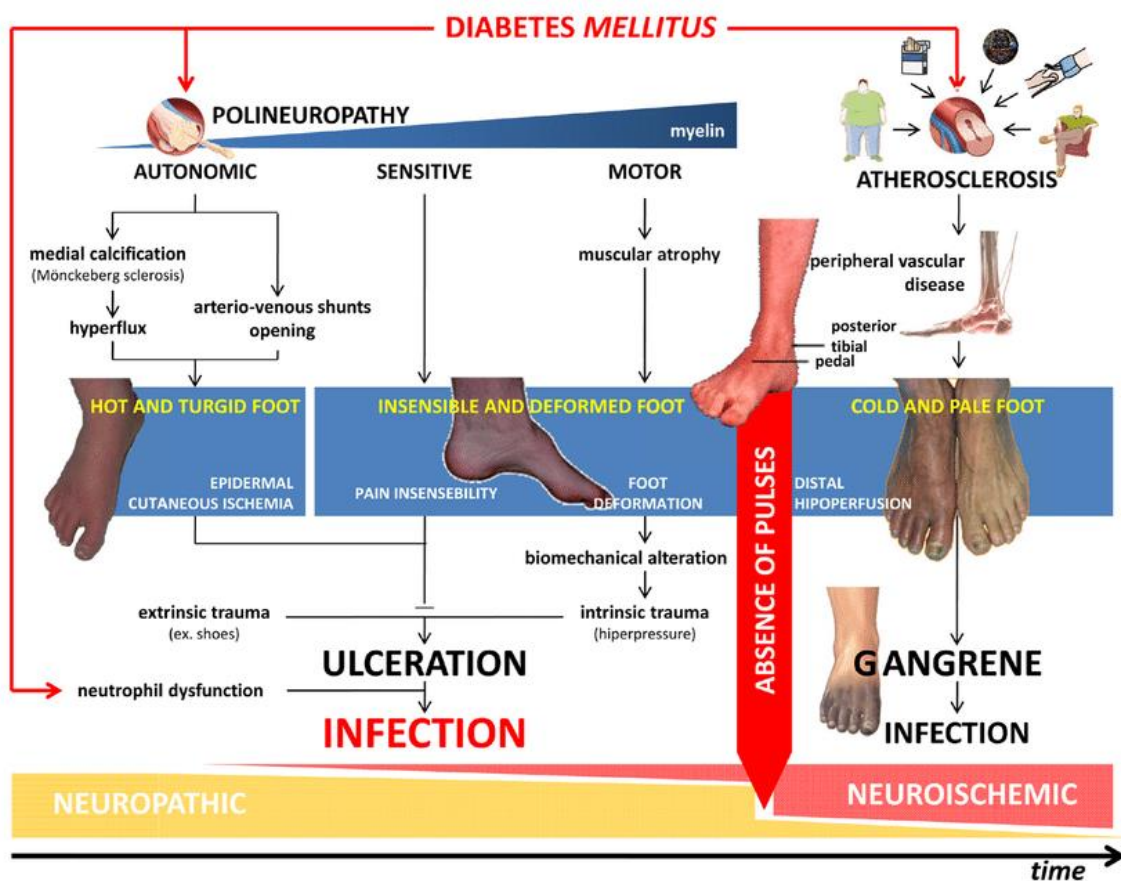 DIABETES MELLITUS
POLINEUROPATHY
myelin
AUTONOMIC
SENSITIVE
MOTOR
ATHEROSCLEROSIS
medial calcification
(Mönckeberg sclerosis)
hyperflux
arterio-venous shunts
opening
muscular atrophy
peripheral vascular
disease
posterior
tibial
pedal
HOT AND TURGID FOOT
EPIDERMAL
CUTANEOUS ISCHEMIA
INSENSIBLE AND DEFORMED FOOT
PAIN INSENSEBILITY
FOOT
DEFORMATION
COLD AND PALE FOOT
DISTAL
HIPOPERFUSION
ABSENCE OF PULSES
biomechanical alteration
extrinsic trauma
(ex. shoes)
intrinsic trauma
(hiperpressure)
ULCERATION
neutrophil dysfunction
INFECTION
GANGRENE
INFECTION
NEUROPATHIC
NEUROISCHEMIC
time